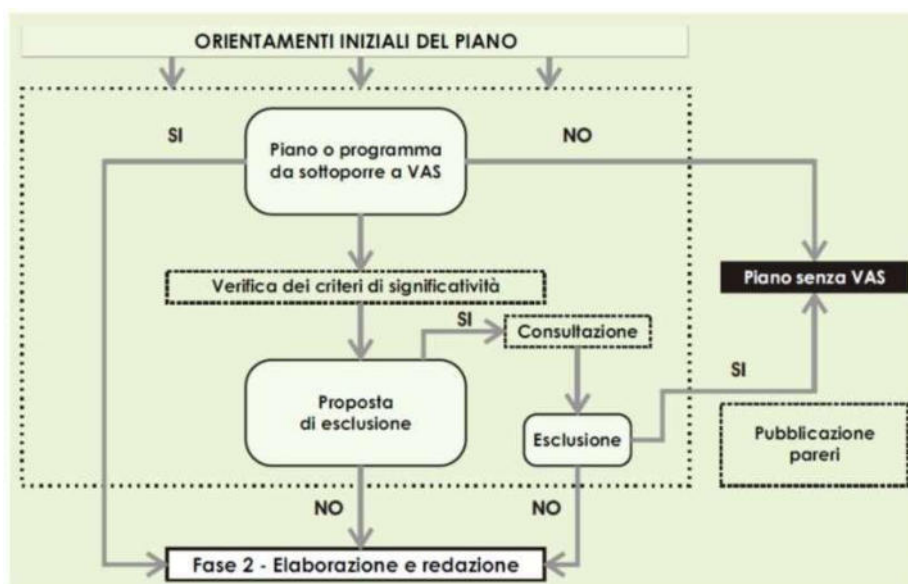 ORIENTAMENTI INIZIALI DEL PIANO
SI
NO
Piano o programma
da sottoporre a VAS
Verifica dei criteri di significatività
Piano senza VAS
SI
Consultazione
SI
Proposta
di esclusione
Esclusione
Pubblicazione
pareri
NO
NO
Fase 2 - Elaborazione e redazione